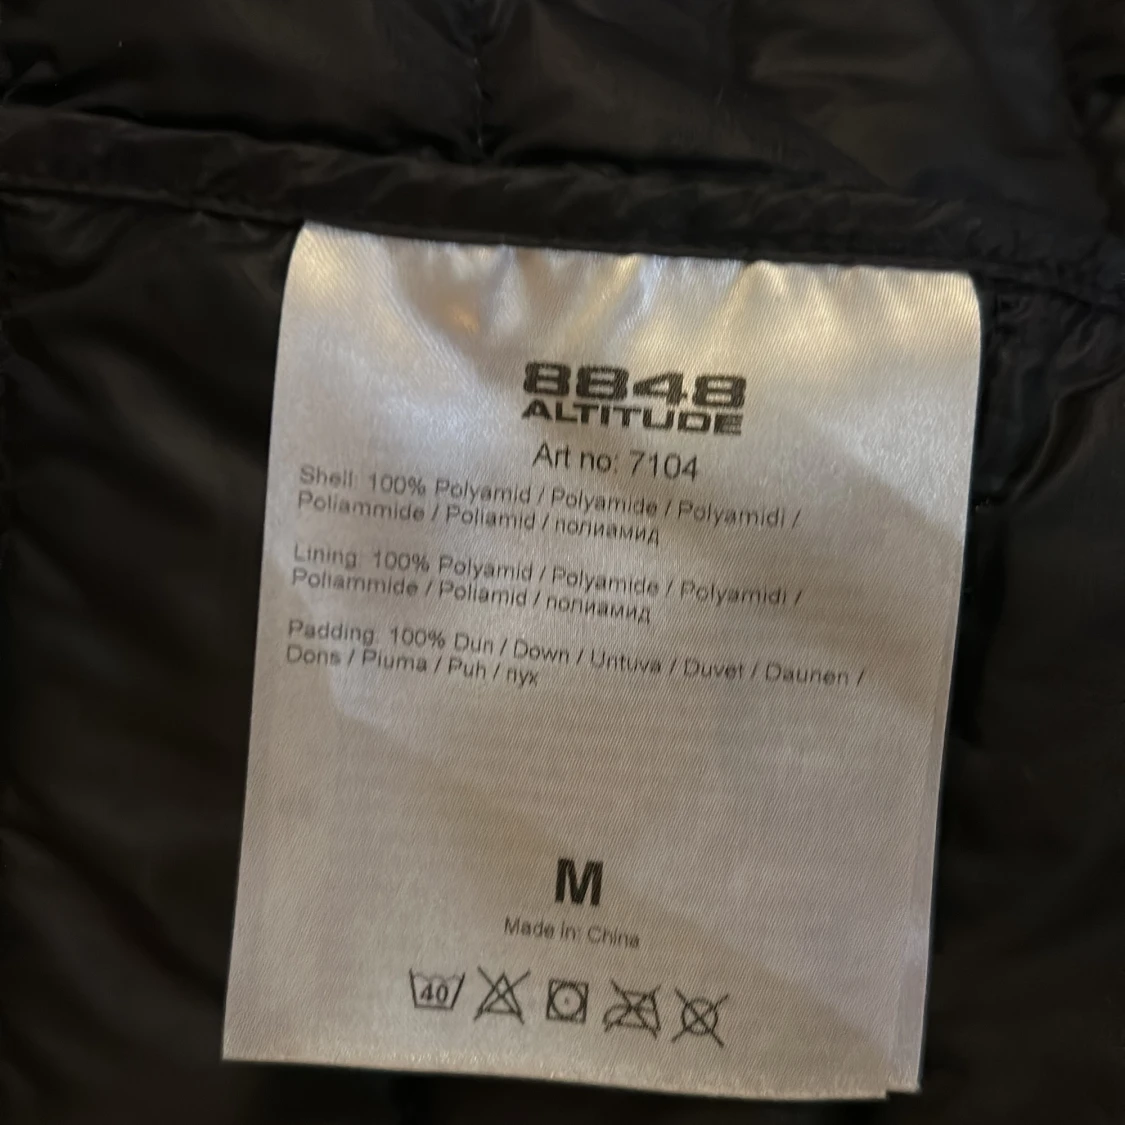 8848
ALTITUDE
Art no: 7104
Shell: 100% Polyamid / Polyamide / Polyamidi /
Poliammide / Poliamid / полиамид
Lining: 100% Polyamid / Polyamide / Polyamidi /
Poliammide / Poliamid / полиамид
Padding: 100% Dun / Down / Untuva / Duvet / Daunen /
Dons / Piuma / Puh / пух
M
Made in: China
40